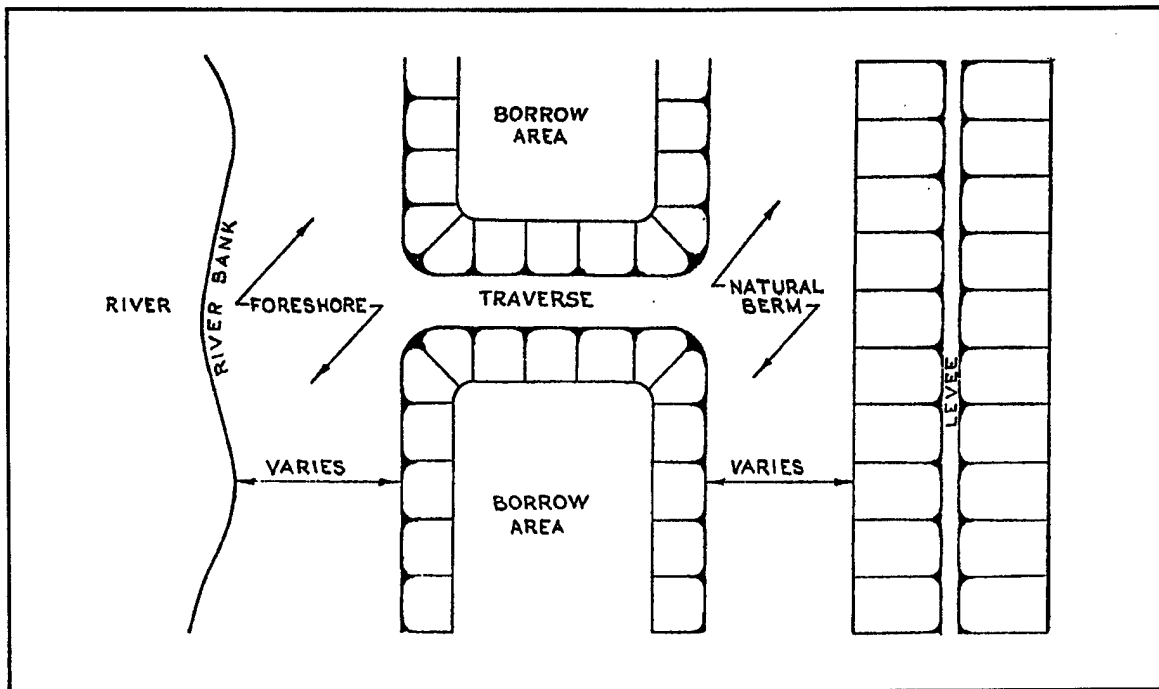 BORROW
AREA
RIVER
RIVER BANK
FORESHORE
TRAVERSE
NATURAL
BERM
LEVEE
VARIES
VARIES
BORROW
AREA